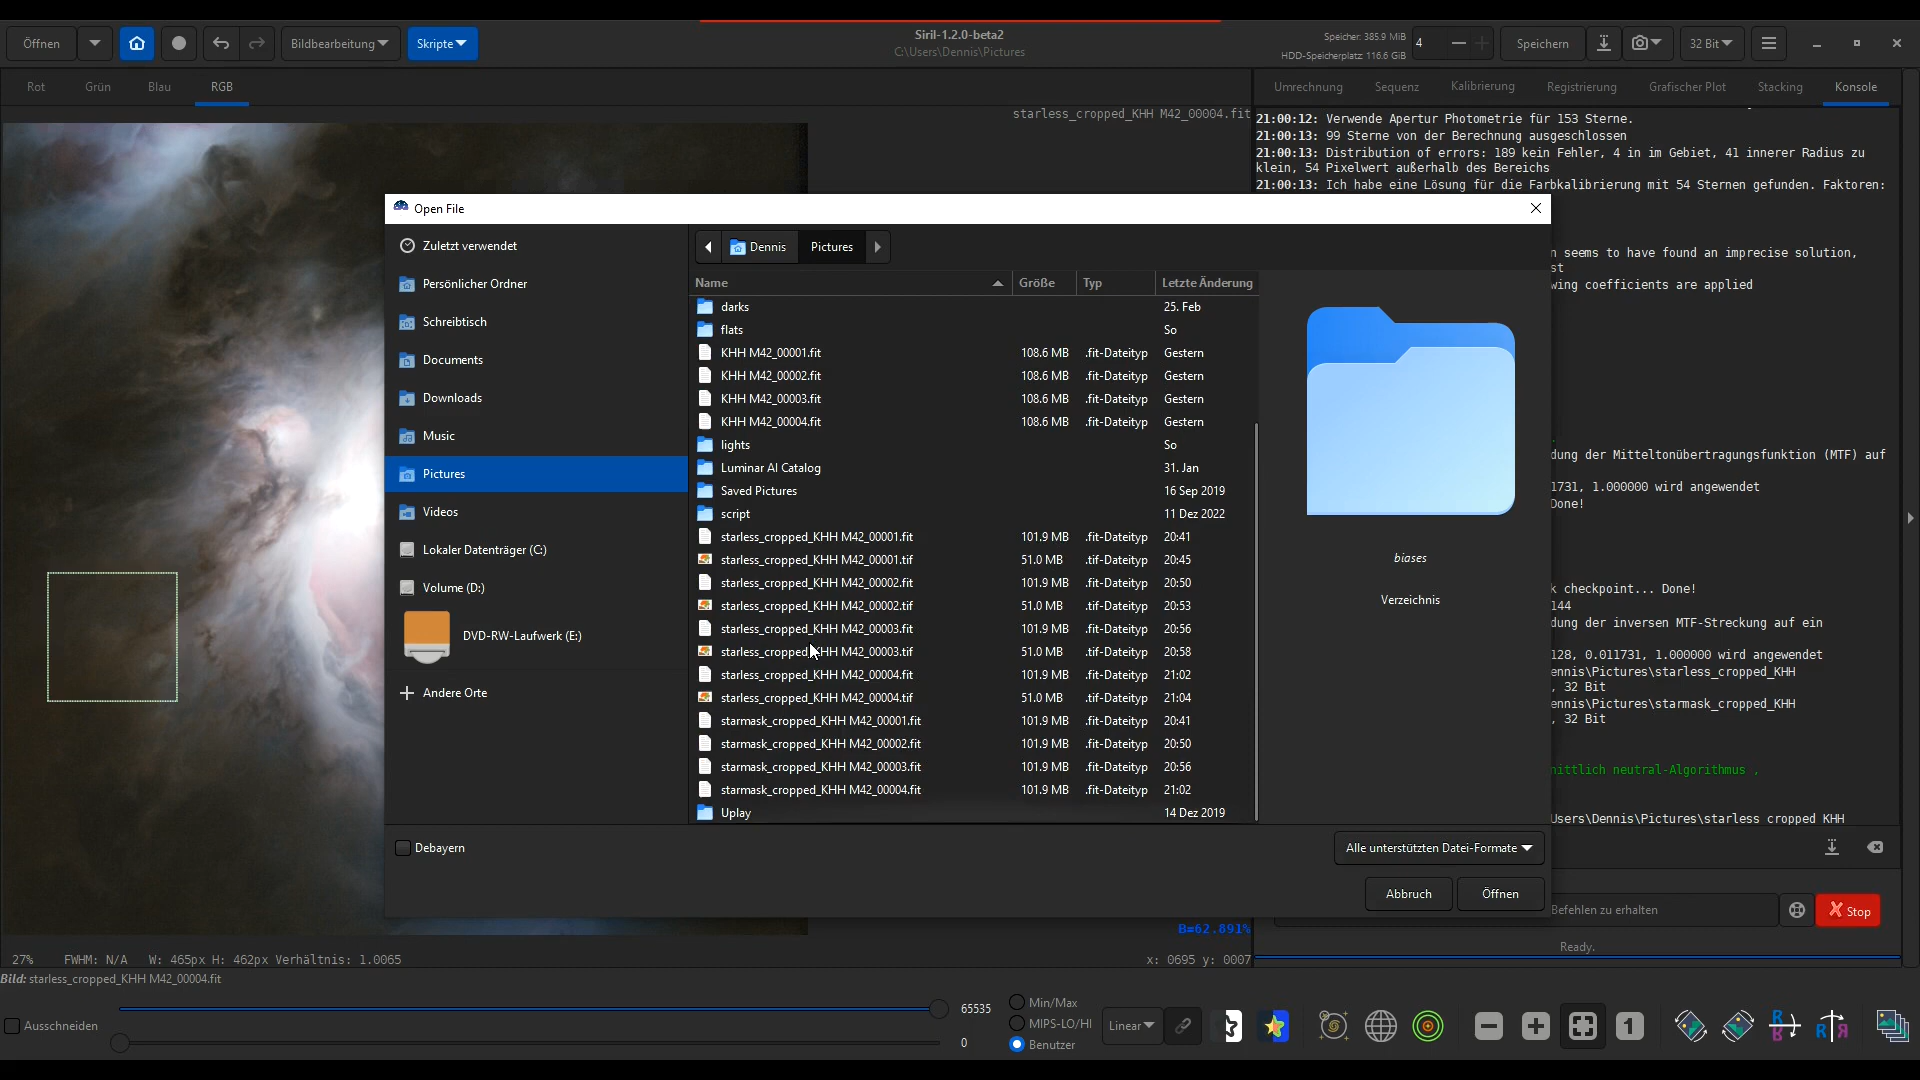 Öffnen
Bildbearbeitung
Skripte
Siril-1.2.0-beta2
C:\Users\Dennis\Pictures
Speicher: 385.9 MiB
HDD-Speicherplatz: 116.6 GiB
4
Speichern
32 Bit
Rot
Grün
Blau
RGB
Umrechnung
Sequenz
Kalibrierung
Registrierung
Grafischer Plot
Stacking
Konsole
starless_cropped_KHH M42_00004.fit
21:00:12: Verwende Apertur Photometrie für 153 Sterne.
21:00:13: 99 Sterne von der Berechnung ausgeschlossen
21:00:13: Distribution of errors: 189 kein Fehler, 4 in im Gebiet, 41 innerer Radius zu
klein, 54 Pixelwert außerhalb des Bereichs
21:00:13: Ich habe eine Lösung für die Farbkalibrierung mit 54 Sternen gefunden. Faktoren:
n seems to have found an imprecise solution,
st
wing coefficients are applied
dung der Mitteltonübertragungsfunktion (MTF) auf
1731, 1.000000 wird angewendet
Done!
k checkpoint... Done!
144
dung der inversen MTF-Streckung auf ein
128, 0.011731, 1.000000 wird angewendet
ennis\Pictures\starless_cropped_KHH
, 32 Bit
ennis\Pictures\starmask_cropped_KHH
, 32 Bit
nittlich neutral-Algorithmus ,
Users\Dennis\Pictures\starless cropped KHH
Open File
Zuletzt verwendet
Persönlicher Ordner
Schreibtisch
Documents
Downloads
Music
Pictures
Videos
Lokaler Datenträger (C:)
Volume (D:)
DVD-RW-Laufwerk (E:)
Andere Orte
Dennis
Pictures
Name Größe Typ Letzte Änderung
darks 25. Feb
flats So
KHH M42_00001.fit 108.6 MB .fit-Dateityp Gestern
KHH M42_00002.fit 108.6 MB .fit-Dateityp Gestern
KHH M42_00003.fit 108.6 MB .fit-Dateityp Gestern
KHH M42_00004.fit 108.6 MB .fit-Dateityp Gestern
lights So
Luminar AI Catalog 31. Jan
Saved Pictures 16 Sep 2019
script 11 Dez 2022
starless_cropped_KHH M42_00001.fit 101.9 MB .fit-Dateityp 20:41
starless_cropped_KHH M42_00001.tif 51.0 MB .tif-Dateityp 20:45
starless_cropped_KHH M42_00002.fit 101.9 MB .fit-Dateityp 20:50
starless_cropped_KHH M42_00002.tif 51.0 MB .tif-Dateityp 20:53
starless_cropped_KHH M42_00003.fit 101.9 MB .fit-Dateityp 20:56
starless_cropped_KHH M42_00003.tif 51.0 MB .tif-Dateityp 20:58
starless_cropped_KHH M42_00004.fit 101.9 MB .fit-Dateityp 21:02
starless_cropped_KHH M42_00004.tif 51.0 MB .tif-Dateityp 21:04
starmask_cropped_KHH M42_00001.fit 101.9 MB .fit-Dateityp 20:41
starmask_cropped_KHH M42_00002.fit 101.9 MB .fit-Dateityp 20:50
starmask_cropped_KHH M42_00003.fit 101.9 MB .fit-Dateityp 20:56
starmask_cropped_KHH M42_00004.fit 101.9 MB .fit-Dateityp 21:02
Uplay 14 Dez 2019
biases
Verzeichnis
Debayern
Alle unterstützten Datei-Formate
Abbruch
Öffnen
Befehlen zu erhalten
Stop
Ready.
B=62.891%
27% FWHM: N/A W: 465px H: 462px Verhältnis: 1.0065
x: 0695 y: 0007
Bild: starless_cropped_KHH M42_00004.fit
Ausschneiden
65535
0
Min/Max
MIPS-LO/HI
Benutzer
Linear
1
R R
R R